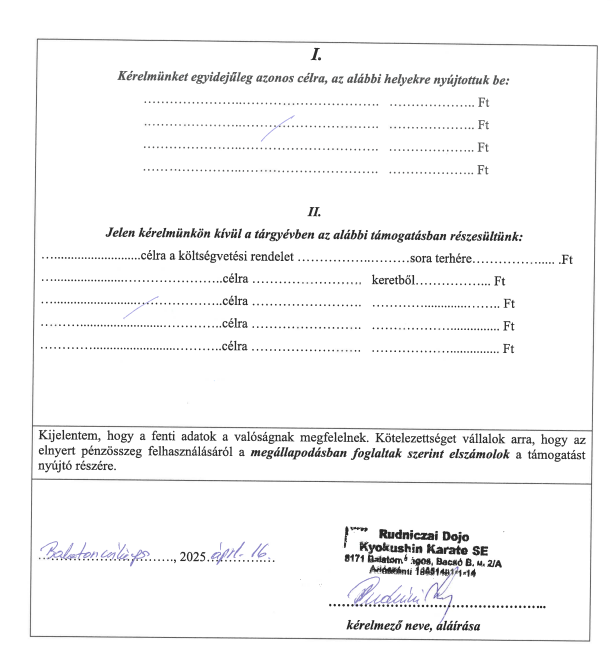 I.
Kérelmünket egyidejűleg azonos célra, az alábbi helyekre nyújtottuk be:
…………………………………………………. ………………….. Ft
…………………………………………………. ………………….. Ft
…………………………………………………. ………………….. Ft
…………………………………………………. ………………….. Ft
II.
Jelen kérelmünkön kívül a tárgyévben az alábbi támogatásban részesültünk:
…............................célra a költségvetési rendelet ………………..……sora terhére…………...... .Ft
…………………………………..célra ……………………… keretből…………... Ft
…………………………………..célra ……………………… ………….................... Ft
…………………………………..célra ……………………… ………….................... Ft
…………………………………..célra ……………………… ………….................... Ft
Kijelentem, hogy a fenti adatok a valóságnak megfelelnek. Kötelezettséget vállalok arra, hogy az
elnyert pénzösszeg felhasználásáról a megállapodásban foglaltak szerint elszámolok a támogatást
nyújtó részére.
2025. ápr. 16.
Rudniczai Dojo
Kyokushin Karate SE
8171 Bacsó B. u. 2/A
kérelmező neve, aláírása